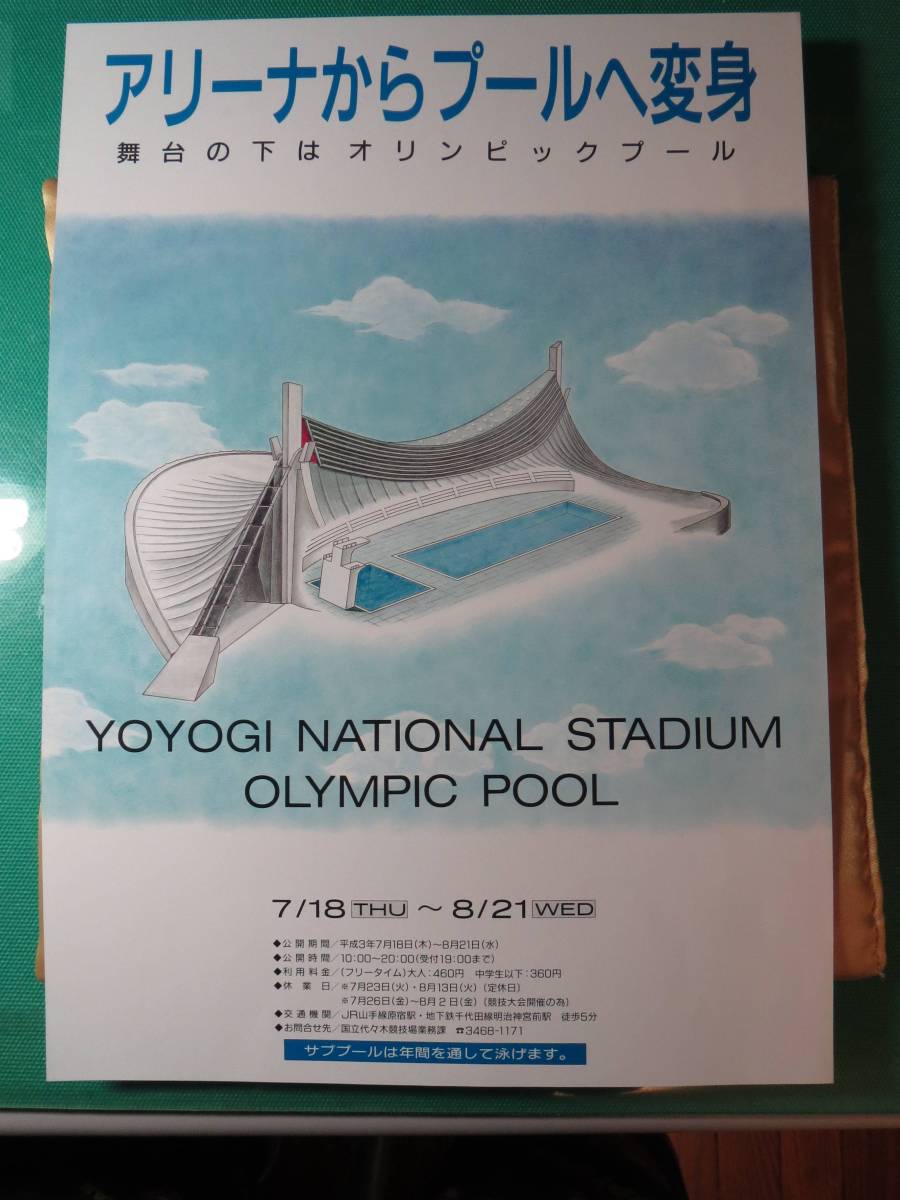 アリーナからプールへ変身
舞台の下はオリンピックプール
YOYOGI NATIONAL STADIUM
OLYMPIC POOL
7/18 THU ～ 8/21 WED
◆公開期間／平成3年7月18日(木)～8月21日(水)
◆公開時間／10:00～20:00(受付19:00まで)
◆利用料金／(フリータイム)大人:460円 中学生以下:360円
◆休業日／※7月23日(火)・8月13日(火)(定休日)
※7月26日(金)～8月2日(金)(競技大会開催の為)
◆交通機関／JR山手線原宿駅・地下鉄千代田線明治神宮前駅 徒歩5分
◆お問合せ先／国立代々木競技場業務課 ☎3468-1171
サブプールは年間を通して泳げます。